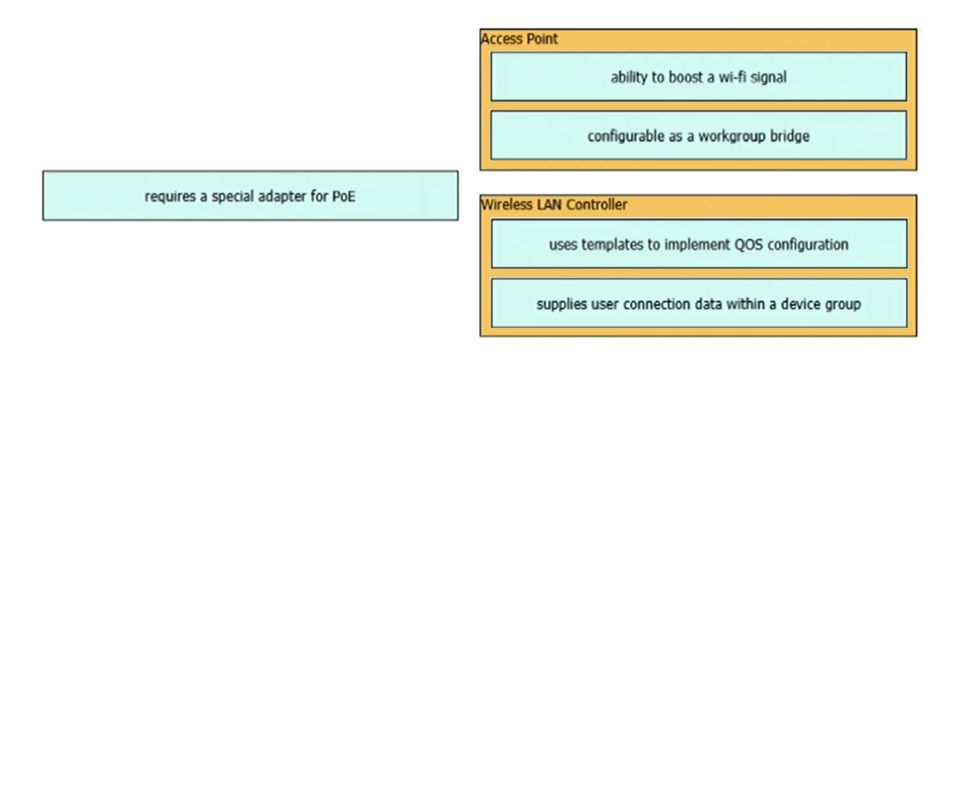 Access Point
ability to boost a wi-fi signal
configurable as a workgroup bridge
requires a special adapter for PoE
Wireless LAN Controller
uses templates to implement QOS configuration
supplies user connection data within a device group